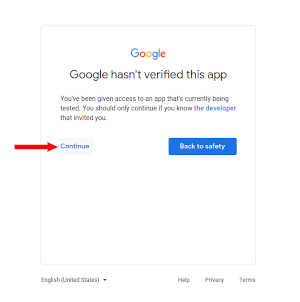 Google
Google hasn't verified this app
You've been given access to an app that's currently being
tested. You should only continue if you know the developer
that invited you.
Continue
Back to safety
English (United States)
Help
Privacy
Terms